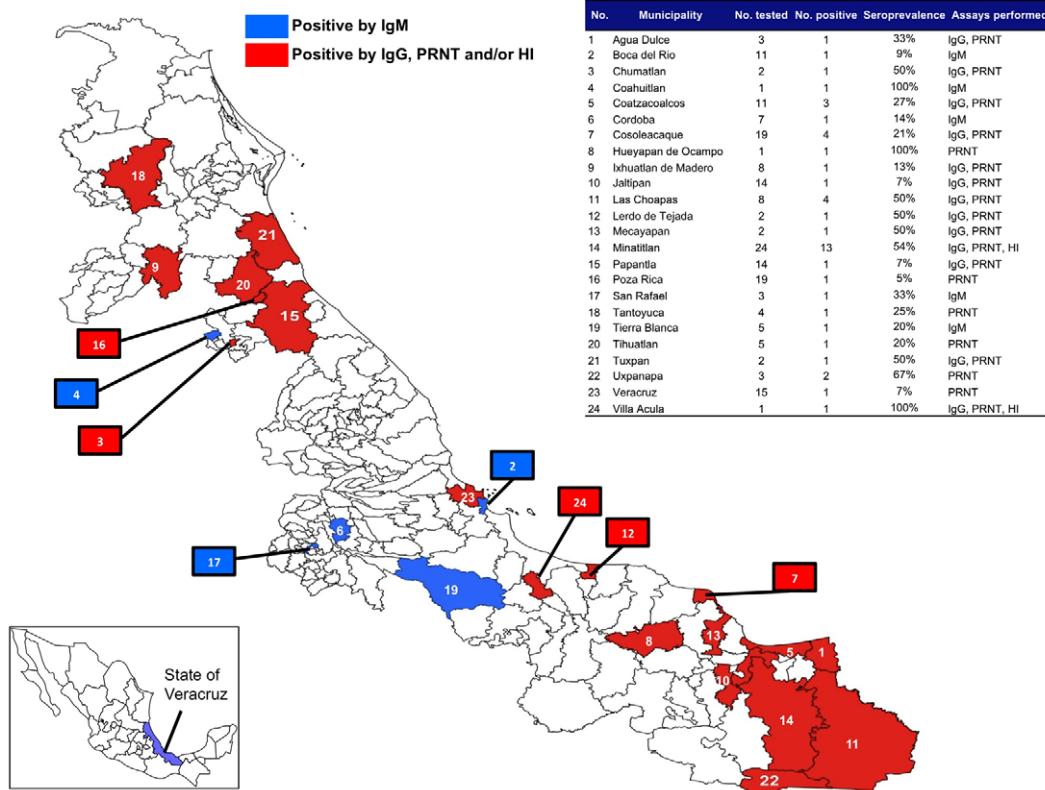 Positive by IgM
Positive by IgG, PRNT and/or HI
No. Municipality No. tested No. positive Seroprevalence Assays performed
1 Agua Dulce 3 1 33% IgG, PRNT
2 Boca del Rio 11 1 9% IgM
3 Chumatlan 2 1 50% IgG, PRNT
4 Coahuitlan 1 1 100% IgM
5 Coatzacoalcos 11 3 27% IgG, PRNT
6 Cordoba 7 1 14% IgM
7 Cosoleacaque 19 4 21% IgG, PRNT
8 Hueyapan de Ocampo 1 1 100% PRNT
9 Ixhuatlan de Madero 8 1 13% IgG, PRNT
10 Jaltipan 14 1 7% IgG, PRNT
11 Las Choapas 8 4 50% IgG, PRNT
12 Lerdo de Tejada 2 1 50% IgG, PRNT
13 Mecayapan 2 1 50% IgG, PRNT
14 Minatitlan 24 13 54% IgG, PRNT, HI
15 Papantla 14 1 7% IgG, PRNT
16 Poza Rica 19 1 5% PRNT
17 San Rafael 3 1 33% IgM
18 Tantoyuca 4 1 25% PRNT
19 Tierra Blanca 5 1 20% IgM
20 Tihuatlan 5 1 20% PRNT
21 Tuxpan 2 1 50% IgG, PRNT
22 Uxpanapa 3 2 67% PRNT
23 Veracruz 15 1 7% PRNT
24 Villa Acula 1 1 100% IgG, PRNT, HI
18
21
9
20
15
16
4
3
2
23
24
6
12
17
19
7
8
13
5
1
10
14
11
22
State of
Veracruz